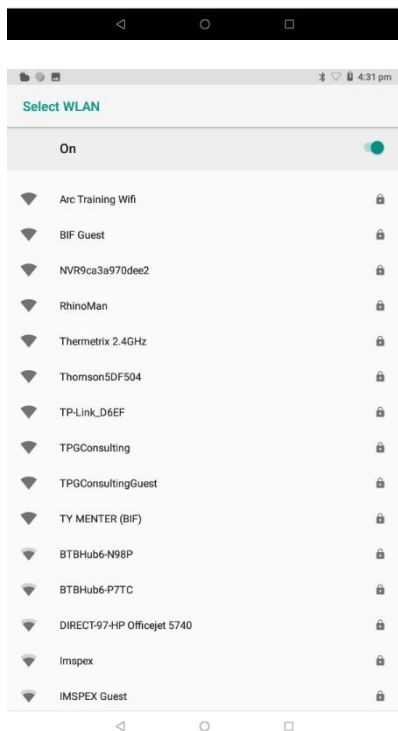 4:31 pm
Select WLAN
On
Arc Training Wifi
BIF Guest
NVR9ca3a970dee2
RhinoMan
Thermetrix 2.4GHz
Thomson5DF504
TP-Link_D6EF
TPGConsulting
TPGConsultingGuest
TY MENTER (BIF)
BTBHub6-N98P
BTBHub6-P7TC
DIRECT-97-HP Officejet 5740
Imspex
IMSPEX Guest